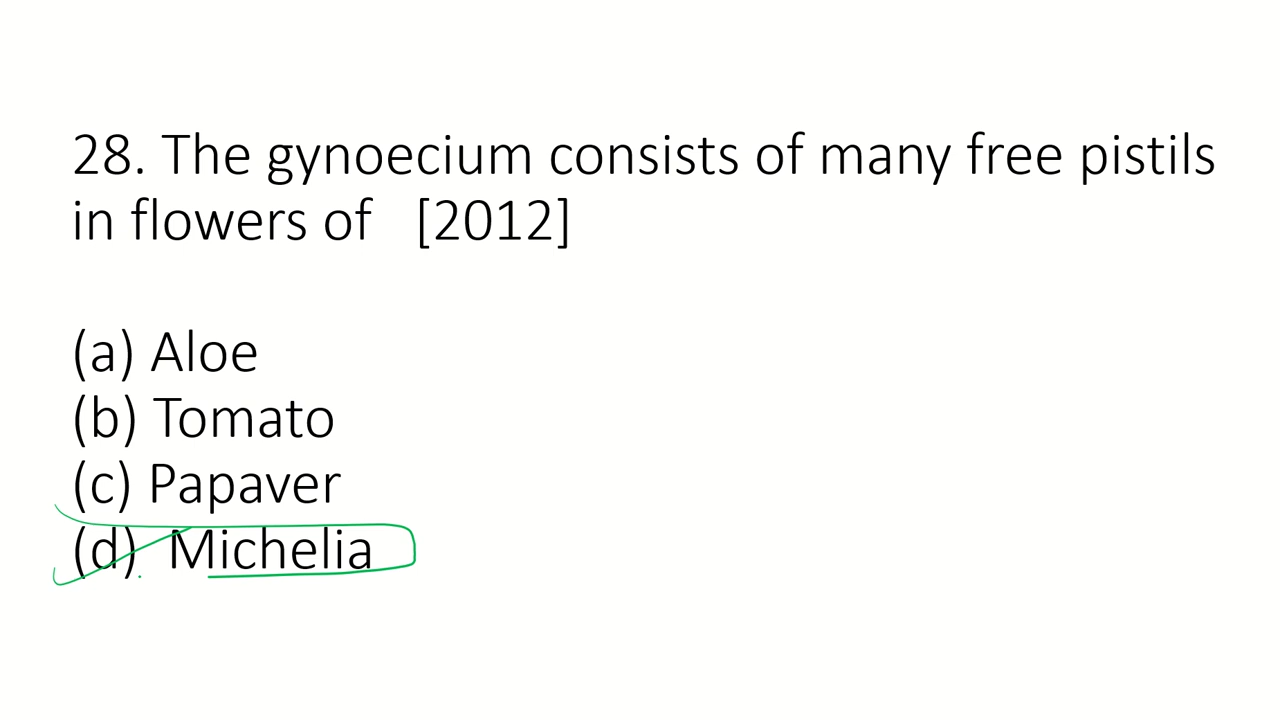 28. The gynoecium consists of many free pistils
in flowers of [2012]
(a) Aloe
(b) Tomato
(c) Papaver
(d) Michelia